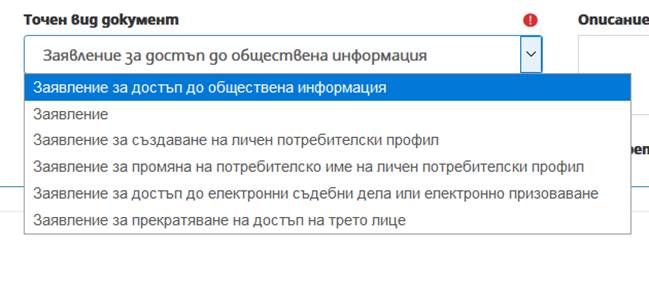 Точен вид документ
Описание
Заявление за достъп до обществена информация
Заявление за достъп до обществена информация
Заявление
Заявление за създаване на личен потребителски профил
Заявление за промяна на потребителско име на личен потребителски профил
Заявление за достъп до електронни съдебни дела или електронно призоваване
Заявление за прекратяване на достъп на трето лице